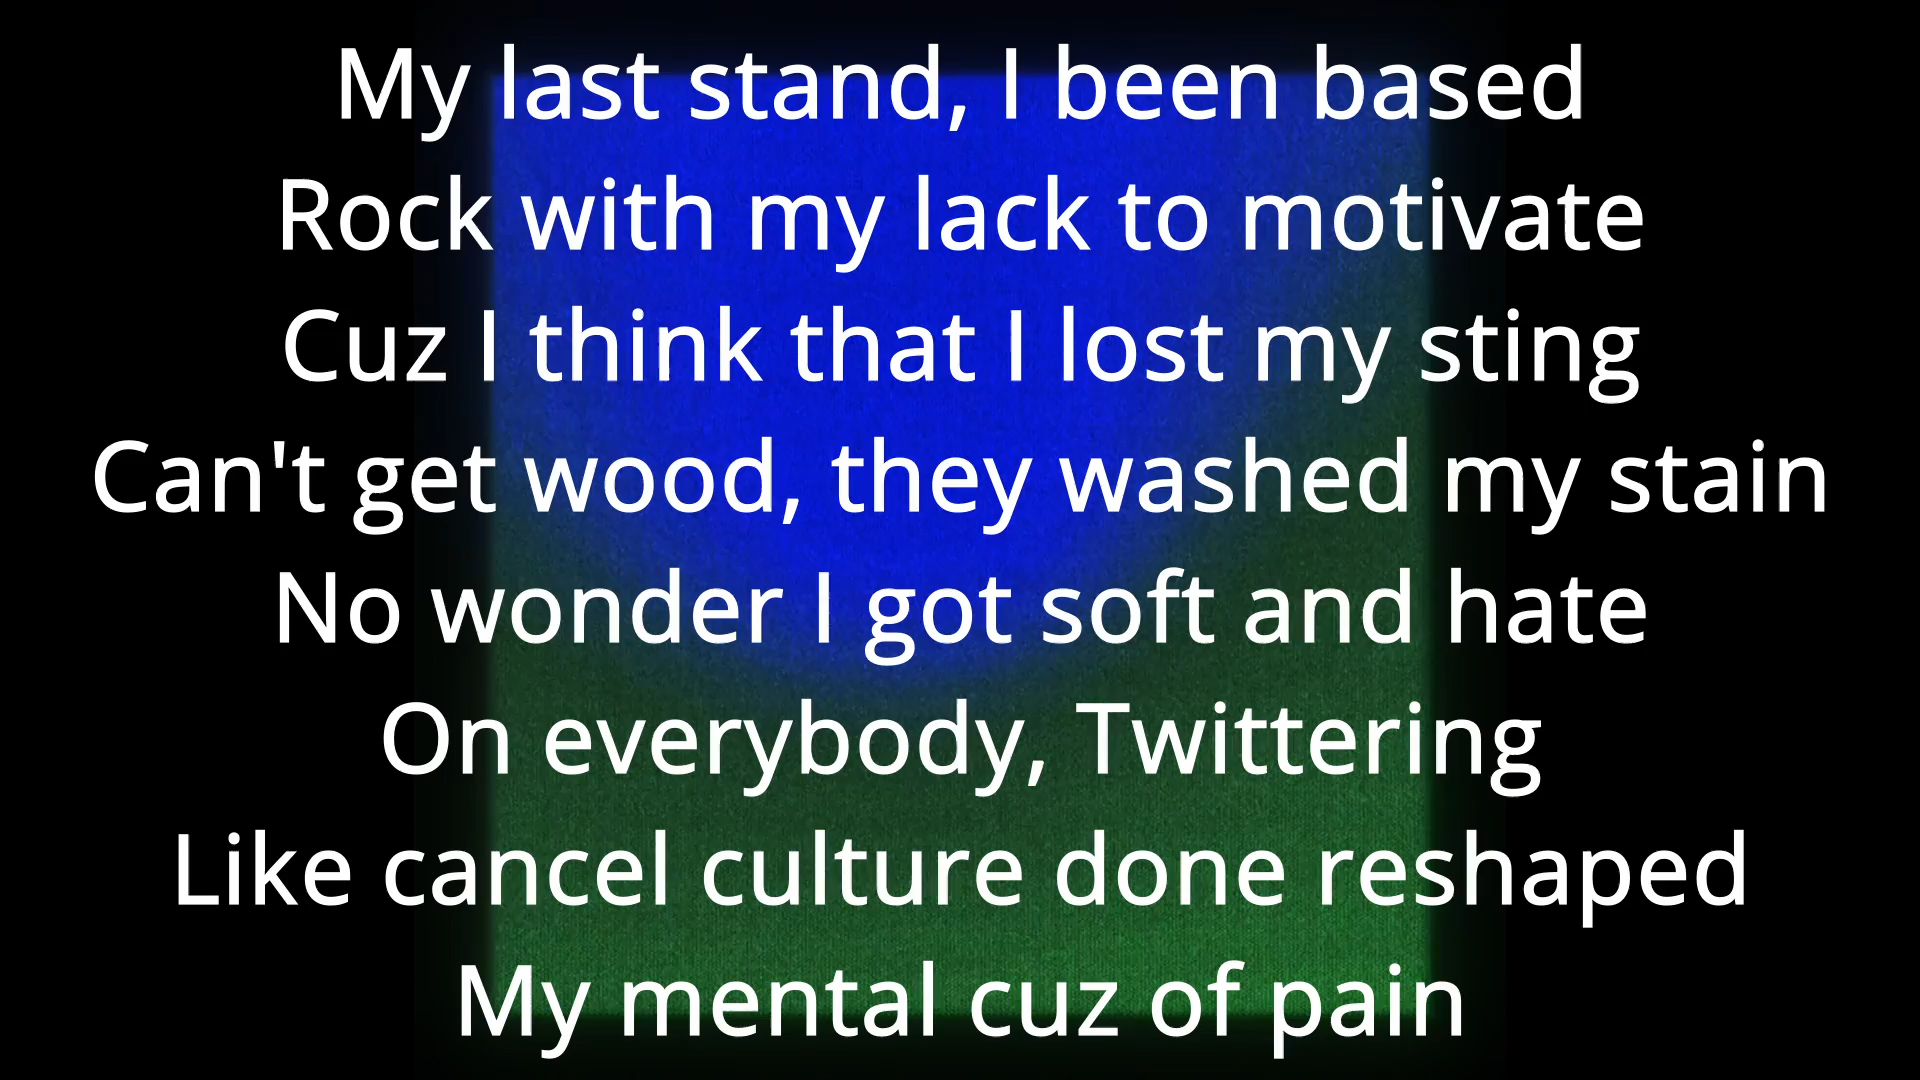 My last stand, I been based
Rock with my lack to motivate
Cuz I think that I lost my sting
Can't get wood, they washed my stain
No wonder I got soft and hate
On everybody, Twittering
Like cancel culture done reshaped
My mental cuz of pain